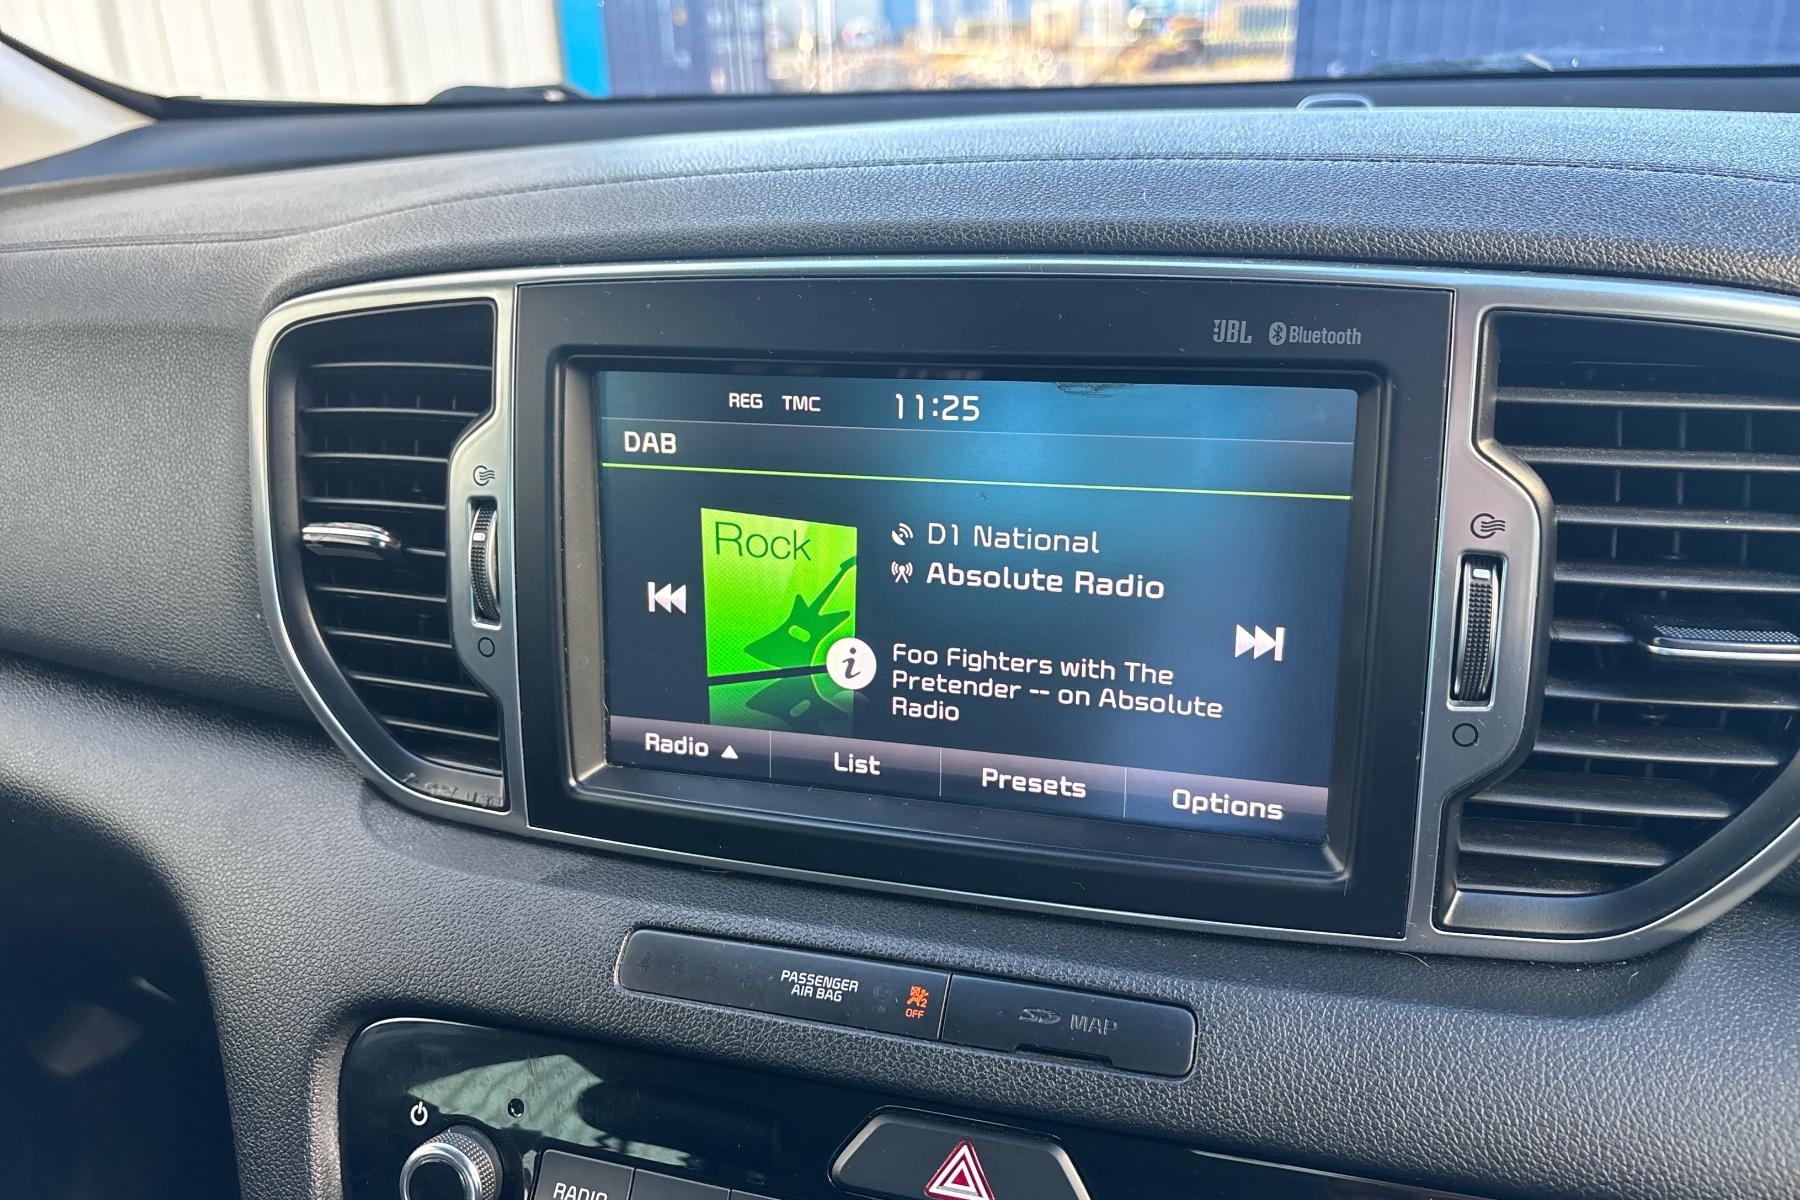 JBL Bluetooth
REG TMC 11:25
DAB
Rock
D1 National
Absolute Radio
i
Foo Fighters with The
Pretender -- on Absolute
Radio
Radio ▲ List Presets Options
PASSENGER
AIR BAG
2
OFF
SD MAP
RADIO